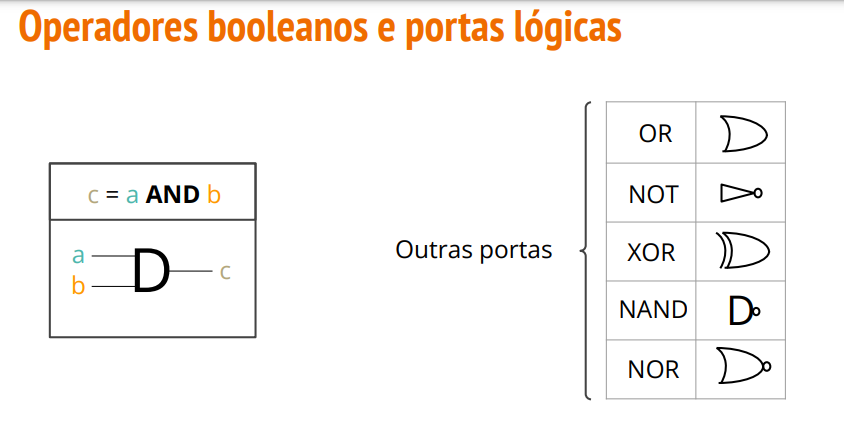 Operadores booleanos e portas lógicas
c = a AND b
a
b
c
Outras portas
OR
NOT
XOR
NAND
NOR